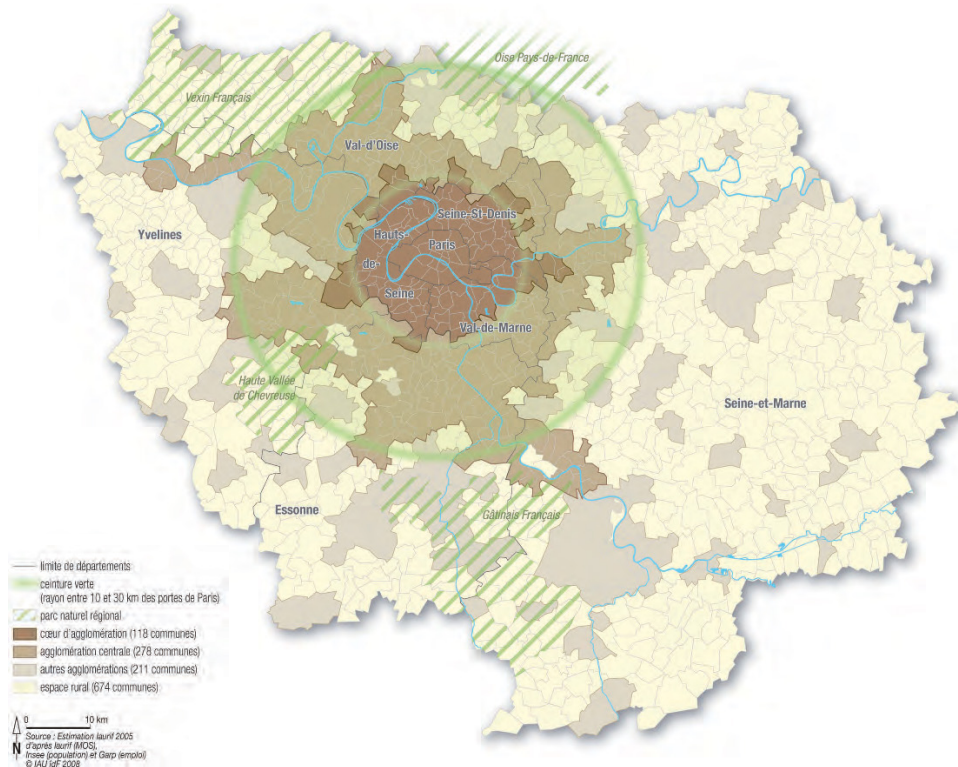 Oise Pays-de-France
Vexin Français
Val-d'Oise
Seine-St-Denis
Yvelines
Hauts-
Paris
de-
Seine
Val-de-Marne
Haute Vallée
de Chevreuse
Seine-et-Marne
Essonne
Gâtinais Français
limite de départements
ceinture verte
(rayon entre 10 et 30 km des portes de Paris)
parc naturel régional
cœur d'agglomération (118 communes)
agglomération centrale (278 communes)
autres agglomérations (211 communes)
espace rural (674 communes)
0 10 km
N
Source : Estimation Iaurif 2005
d'après Iaurif (MOS),
Insee (population) et Garp (emploi)
© IAU îdF 2008